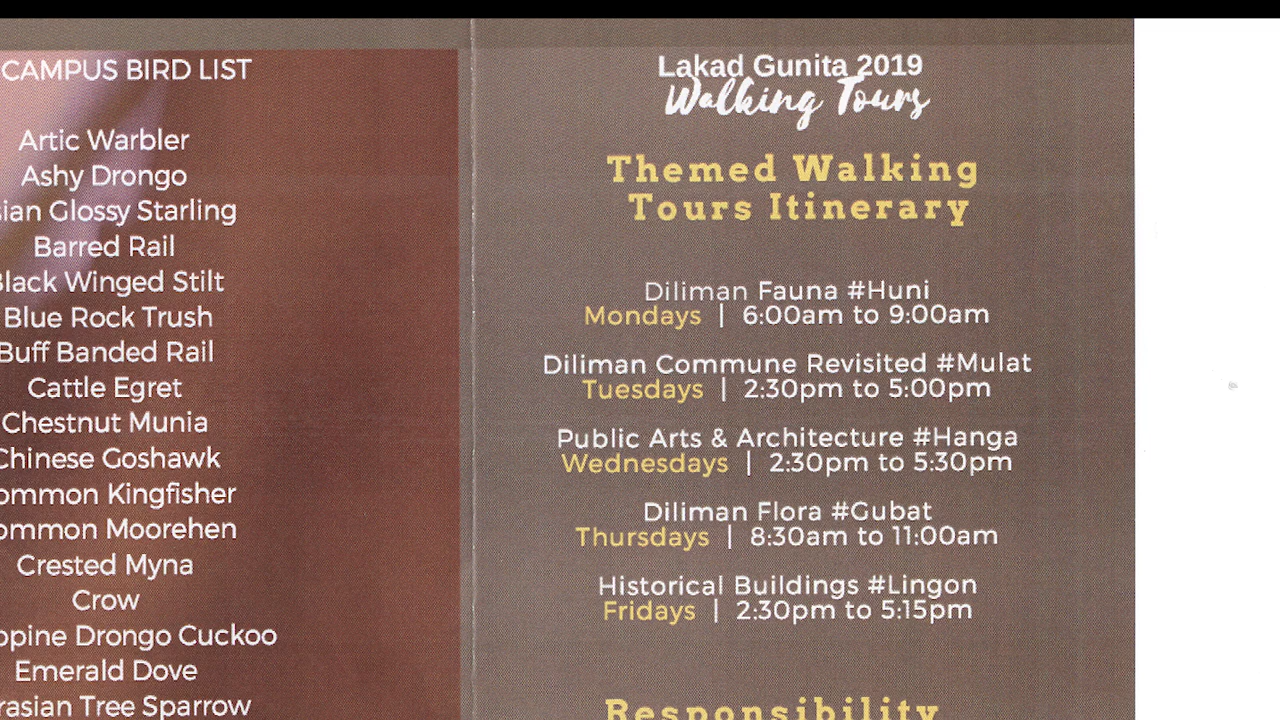 CAMPUS BIRD LIST
Artic Warbler
Ashy Drongo
Glossy Starling
Barred Rail
Winged Stilt
Blue Rock Trush
Buff Banded Rail
Cattle Egret
Chestnut Munia
Chinese Goshawk
Kingfisher
Moorehen
Crested Myna
Crow
Drongo Cuckoo
Emerald Dove
Tree Sparrow
Lakad Gunita 2019
Walking Tours
Themed Walking
Tours Itinerary
Diliman Fauna #Huni
Mondays | 6:00am to 9:00am
Diliman Commune Revisited #Mulat
Tuesdays | 2:30pm to 5:00pm
Public Arts & Architecture #Hanga
Wednesdays | 2:30pm to 5:30pm
Diliman Flora #Gubat
Thursdays | 8:30am to 11:00am
Historical Buildings #Lingon
Fridays | 2:30pm to 5:15pm
Responsibility